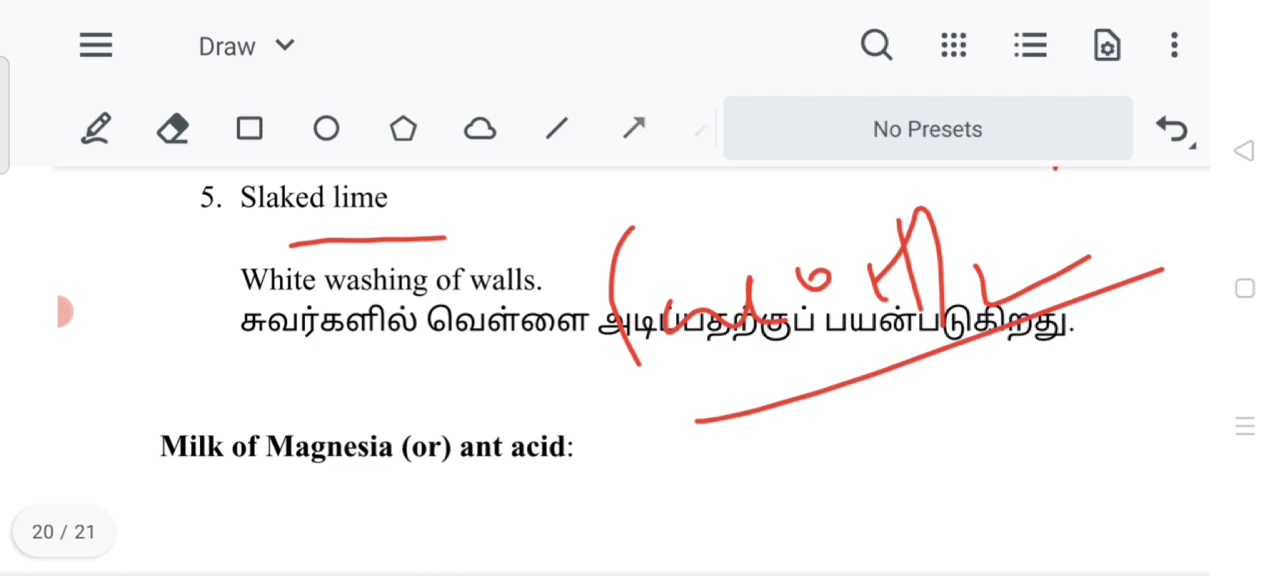 Draw
No Presets
5. Slaked lime
White washing of walls.
சுவர்களில் வெள்ளை அடிப்பதற்குப் பயன்படுகிறது.
Milk of Magnesia (or) ant acid:
20 / 21